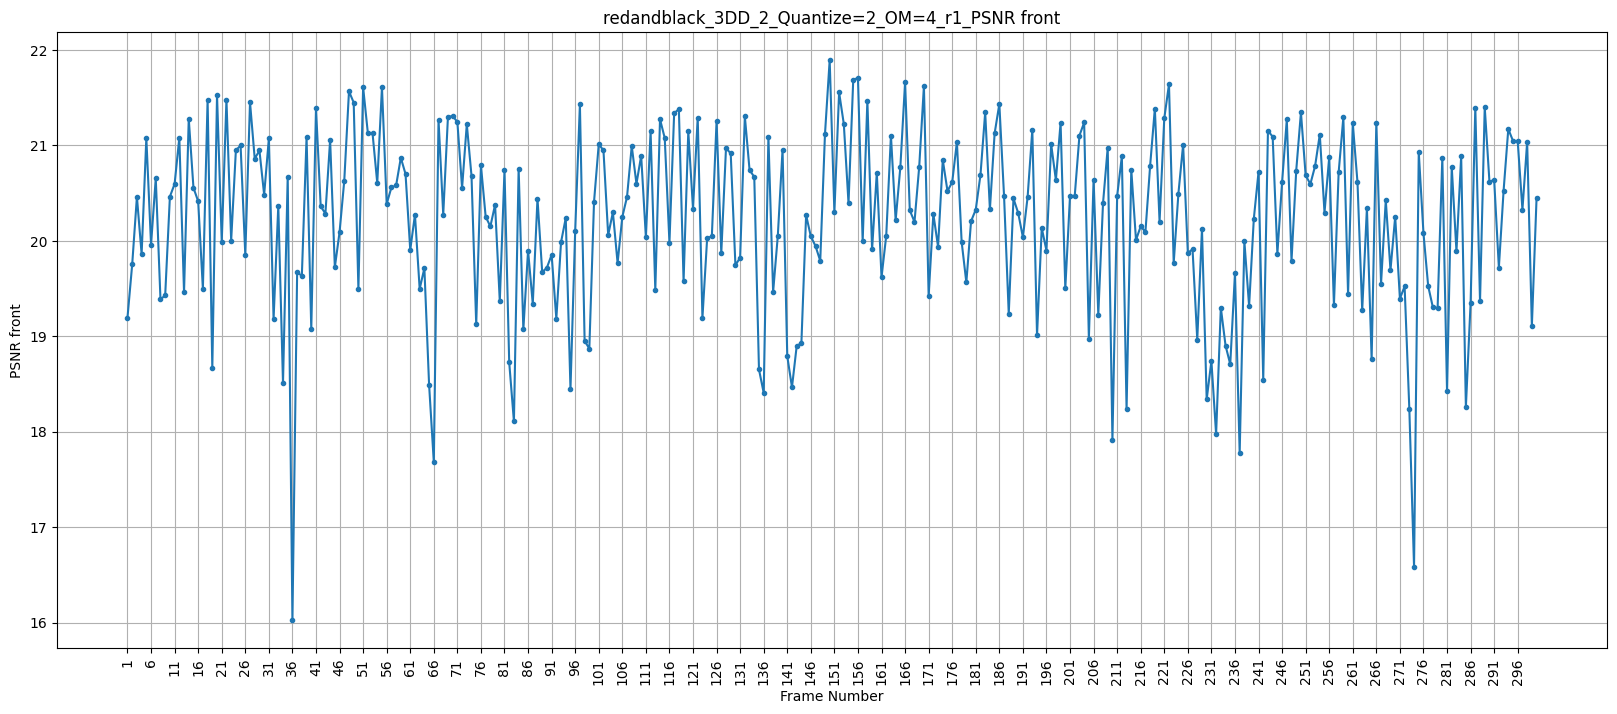 redandblack_3DD_2_Quantize=2_OM=4_r1_PSNR front
PSNR front
22
21
20
19
18
17
16
1 6 11 16 21 26 31 36 41 46 51 56 61 66 71 76 81 86 91 96 101 106 111 116 121 126 131 136 141 146 151 156 161 166 171 176 181 186 191 196 201 206 211 216 221 226 231 236 241 246 251 256 261 266 271 276 281 286 291 296
Frame Number